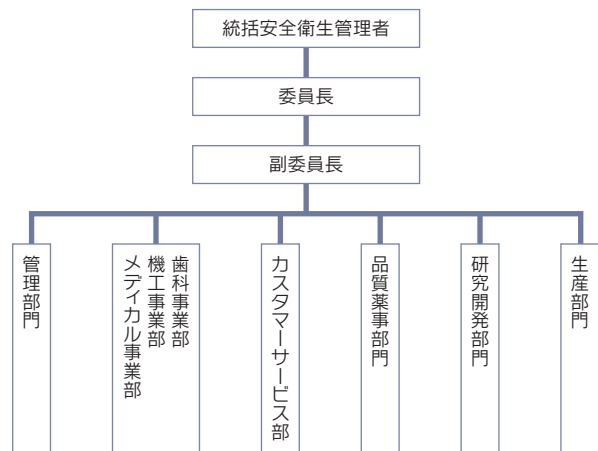 統括安全衛生管理者
委員長
副委員長
管理部門
歯科事業部
機工事業部
メディカル事業部
カスタマーサービス部
品質薬事部門
研究開発部門
生産部門